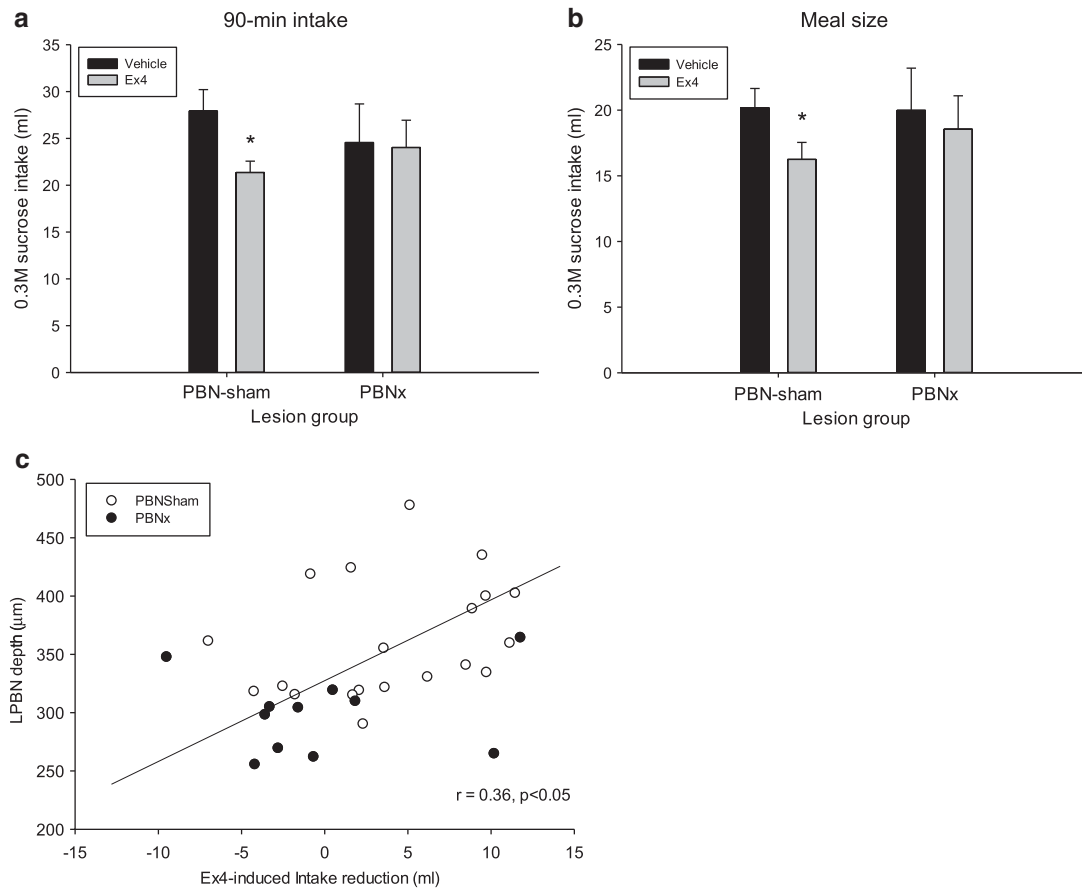 a
90-min intake
35
30
25
20
15
10
5
0
0.3M sucrose intake (ml)
Vehicle
Ex4
*
PBN-sham PBNx
Lesion group
b
Meal size
25
20
15
10
5
0
0.3M sucrose intake (ml)
Vehicle
Ex4
*
PBN-sham PBNx
Lesion group
c
500
450
400
350
300
250
200
LPBN depth (μm)
PBNSham
PBNx
r = 0.36, p<0.05
-15 -10 -5 0 5 10 15
Ex4-induced Intake reduction (ml)